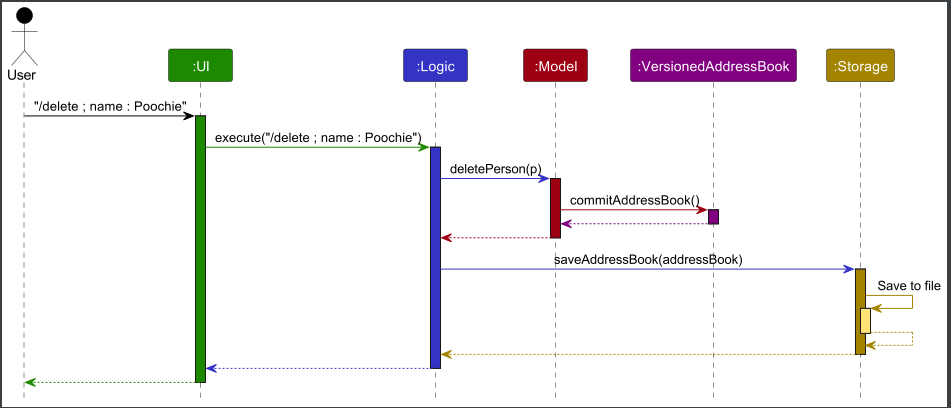 User
:UI
:Logic
:Model
:VersionedAddressBook
:Storage
"/delete ; name : Poochie"
execute("/delete ; name : Poochie")
deletePerson(p)
commitAddressBook()
saveAddressBook(addressBook)
Save to file